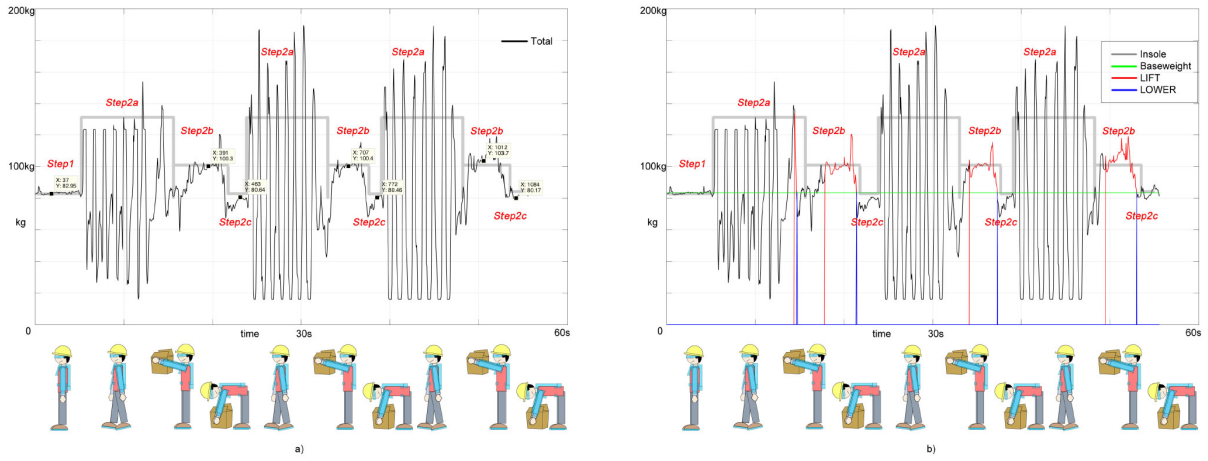 200kg
Total
Step2a
Step2a
Step2a
Step2b
Step2b
Step2b
X: 391
Y: 100.3
X: 707
Y: 100.4
X: 1012
Y: 103.7
100kg
Step1
X: 37
Y: 82.95
X: 463
Y: 80.64
X: 772
X: 1084
Y: 80.17
Step2c
Step2c
Step2c
kg
0
time
30s
60s
a)
200kg
Insole
Baseweight
LIFT
LOWER
Step2a
Step2a
Step2a
Step2b
Step2b
Step2b
100kg
Step1
Step2c
Step2c
Step2c
kg
0
time
30s
60s
b)